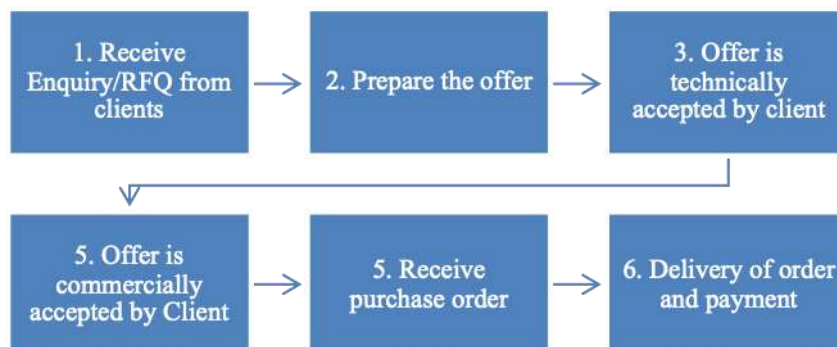 1. Receive
Enquiry/RFQ from
clients
2. Prepare the offer
3. Offer is
technically
accepted by client
5. Offer is
commercially
accepted by Client
5. Receive
purchase order
6. Delivery of order
and payment